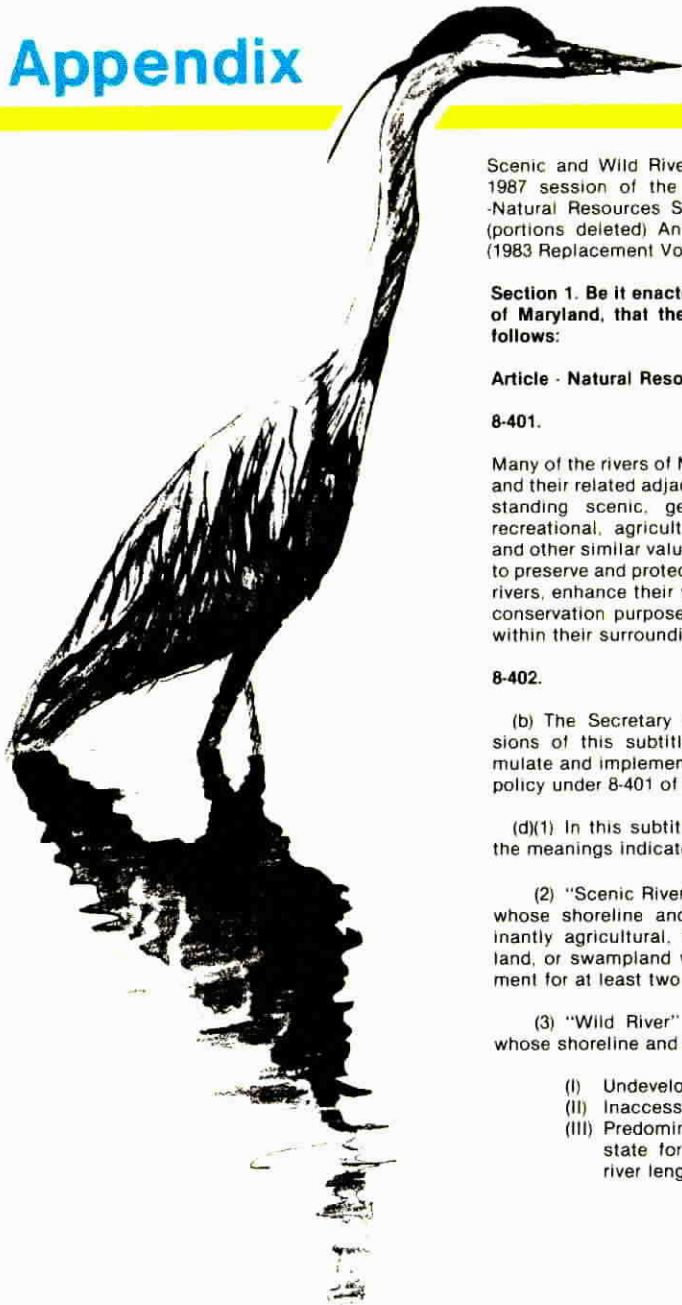 Appendix
Scenic and Wild Rive
1987 session of the
-Natural Resources S
(portions deleted) An
(1983 Replacement Vo
Section 1. Be it enact
of Maryland, that the
follows:
Article - Natural Reso
8-401.
Many of the rivers of M
and their related adja
standing scenic, ge
recreational, agricult
and other similar valu
to preserve and protec
rivers, enhance their
conservation purpose
within their surroundi
8-402.
(b) The Secretary
sions of this subtitl
mulate and implemen
policy under 8-401 of
(d)(1) In this subtit
the meanings indicat
(2) "Scenic River
whose shoreline and
inantly agricultural,
land, or swampland
ment for at least two
(3) "Wild River"
whose shoreline and
(I) Undevelo
(II) Inaccess
(III) Predomin
state for
river leng